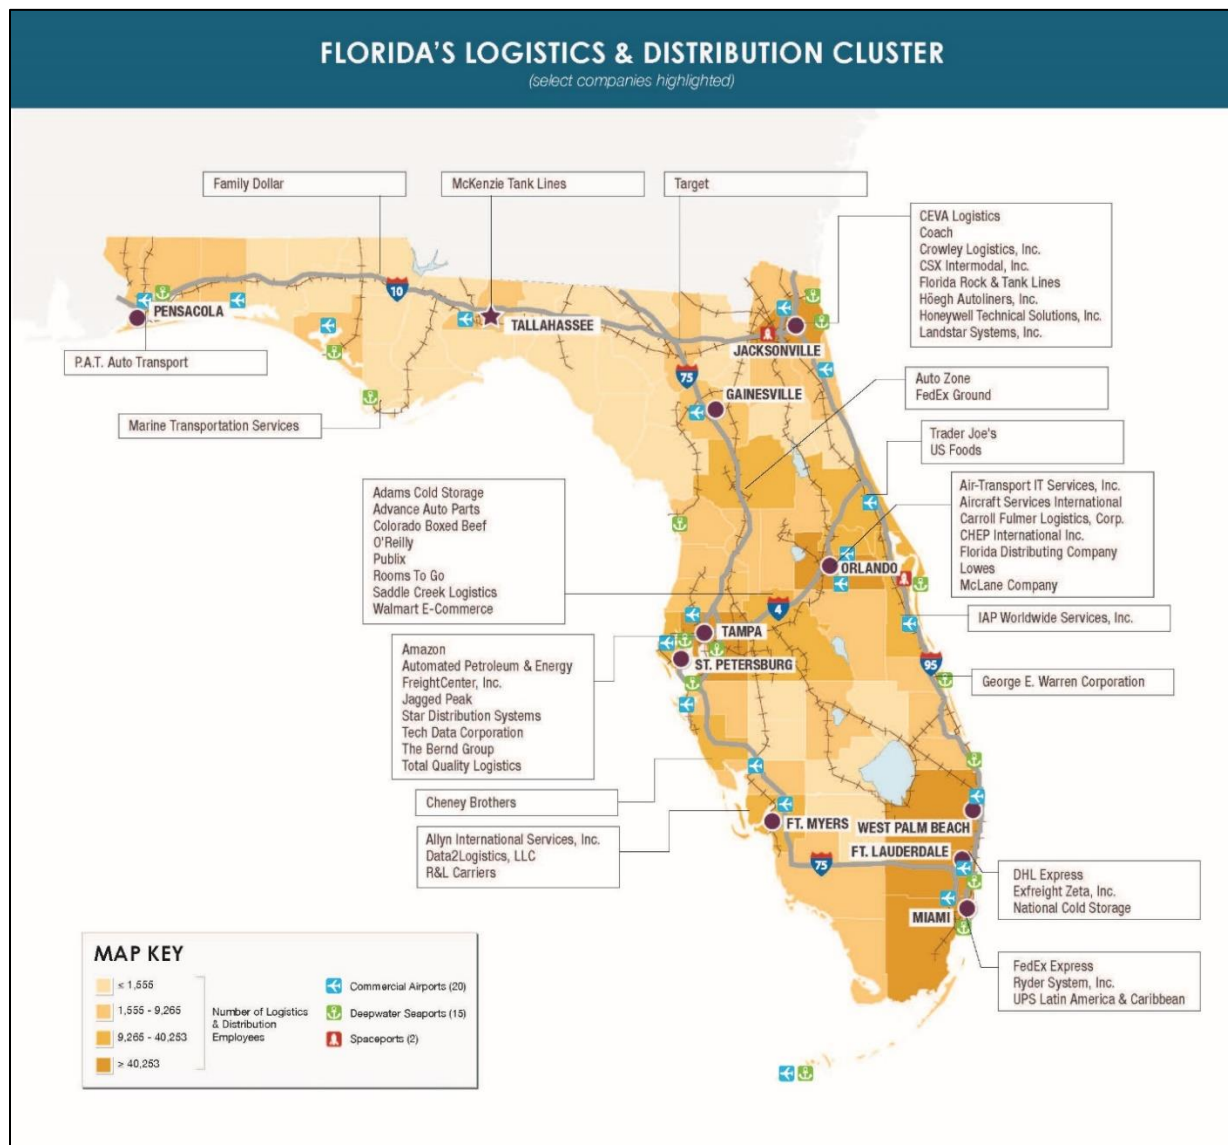 FLORIDA'S LOGISTICS & DISTRIBUTION CLUSTER
(select companies highlighted)
Family Dollar
McKenzie Tank Lines
Target
CEVA Logistics
Coach
Crowley Logistics, Inc.
CSX Intermodal, Inc.
Florida Rock & Tank Lines
Höegh Autoliners, Inc.
Honeywell Technical Solutions, Inc.
Landstar Systems, Inc.
10
PENSACOLA
TALLAHASSEE
JACKSONVILLE
P.A.T. Auto Transport
75
GAINESVILLE
Auto Zone
FedEx Ground
Marine Transportation Services
Trader Joe's
US Foods
Adams Cold Storage
Advance Auto Parts
Colorado Boxed Beef
O'Reilly
Publix
Rooms To Go
Saddle Creek Logistics
Walmart E-Commerce
Air-Transport IT Services, Inc.
Aircraft Services International
Carroll Fulmer Logistics, Corp.
CHEP International Inc.
Florida Distributing Company
Lowes
McLane Company
ORLANDO
4
IAP Worldwide Services, Inc.
TAMPA
ST. PETERSBURG
95
Amazon
Automated Petroleum & Energy
FreightCenter, Inc.
Jagged Peak
Star Distribution Systems
Tech Data Corporation
The Bernd Group
Total Quality Logistics
George E. Warren Corporation
Cheney Brothers
FT. MYERS
WEST PALM BEACH
Allyn International Services, Inc.
Data2Logistics, LLC
R&L Carriers
FT. LAUDERDALE
75
DHL Express
Exfreight Zeta, Inc.
National Cold Storage
MIAMI
FedEx Express
Ryder System, Inc.
UPS Latin America & Caribbean
MAP KEY
≤ 1,555
1,555 - 9,265
9,265 - 40,253
≥ 40,253
Number of Logistics
& Distribution
Employees
Commercial Airports (20)
Deepwater Seaports (15)
Spaceports (2)